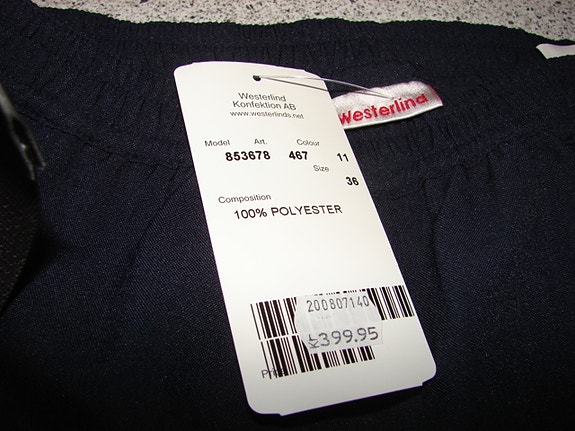 Westerlind
Konfektion AB
www.westerlinds.net
Westerlind
Model Art. Colour
853678 467 11
Size
36
Composition
100% POLYESTER
200807140
399.95